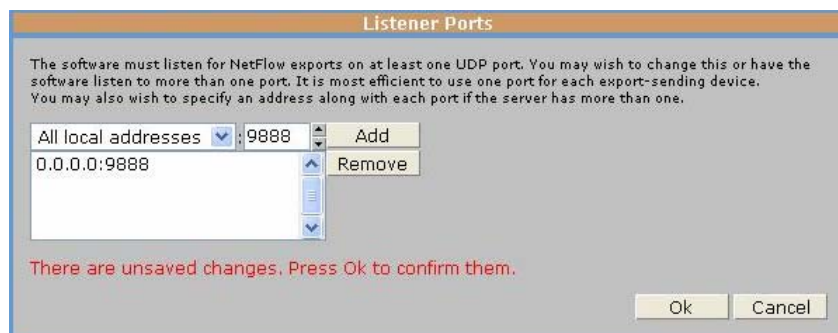 Listener Ports
The software must listen for NetFlow exports on at least one UDP port. You may wish to change this or have the
software listen to more than one port. It is most efficient to use one port for each export-sending device.
You may also wish to specify an address along with each port if the server has more than one.
All local addresses : 9888 Add
0.0.0.0:9888 Remove
There are unsaved changes. Press Ok to confirm them.
Ok Cancel